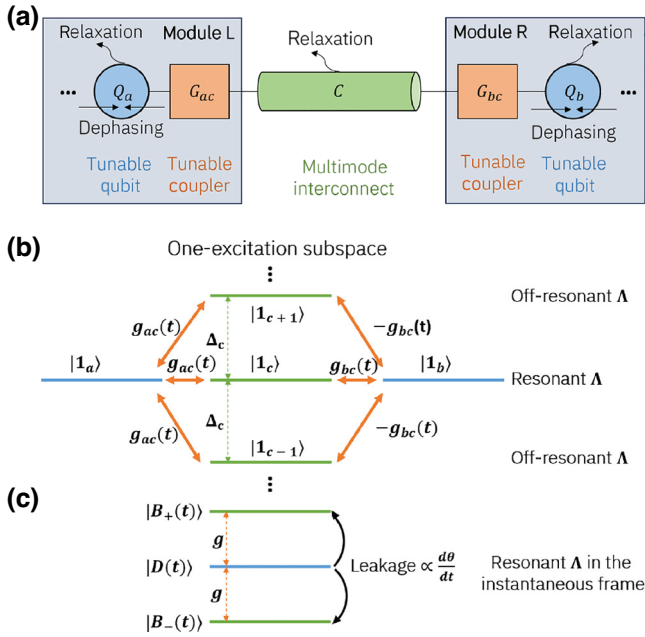 (a)
Relaxation
Module L
Relaxation
Module R
Relaxation
...
Q_a
G_ac
C
G_bc
Q_b
...
Dephasing
Dephasing
Tunable qubit
Tunable coupler
Multimode interconnect
Tunable coupler
Tunable qubit
(b)
One-excitation subspace
...
Off-resonant Λ
|1_{c+1}⟩
g_ac(t)
Δ_c
-g_bc(t)
|1_a⟩
g_ac(t)
|1_c⟩
g_bc(t)
|1_b⟩
Resonant Λ
g_ac(t)
Δ_c
-g_bc(t)
|1_{c-1}⟩
Off-resonant Λ
...
(c)
|B_+(t)⟩
g
|D(t)⟩
Leakage ∝ dθ/dt
Resonant Λ in the
instantaneous frame
g
|B_-(t)⟩